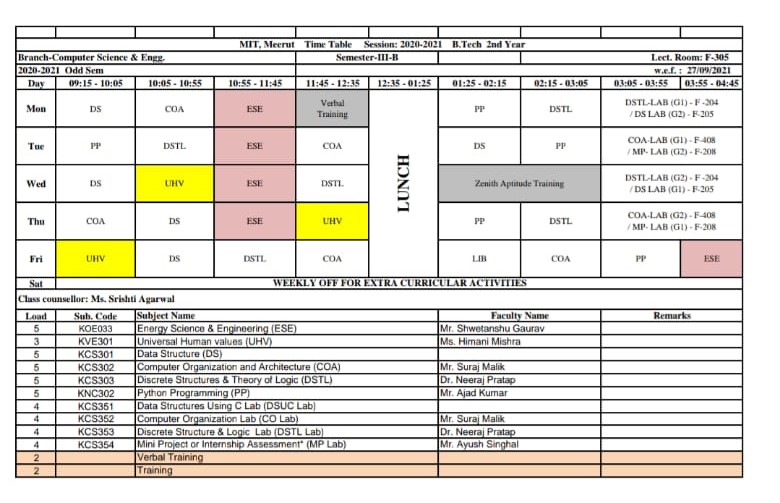 MIT, Meerut Time Table Session: 2020-2021 B.Tech 2nd Year
Branch-Computer Science & Engg. Semester-III-B Lect. Room: F-305
2020-2021 Odd Sem w.e.f. : 27/09/2021
Day 09:15 - 10:05 10:05 - 10:55 10:55 - 11:45 11:45 - 12:35 12:35 - 01:25 01:25 - 02:15 02:15 - 03:05 03:05 - 03:55 03:55 - 04:45
Mon DS COA ESE Verbal Training PP DSTL DSTL-LAB (G1) - F -204 / DS LAB (G2) - F-205
Tue PP DSTL ESE COA DS PP COA-LAB (G1) - F-408 / MP- LAB (G2) - F-208
LUNCH
Wed DS UHV ESE DSTL Zenith Aptitude Training DSTL-LAB (G2) - F -204 / DS LAB (G1) - F-205
Thu COA DS ESE UHV PP DSTL COA-LAB (G2) - F-408 / MP- LAB (G1) - F-208
Fri UHV DS DSTL COA LIB COA PP ESE
Sat WEEKLY OFF FOR EXTRA CURRICULAR ACTIVITIES
Class counsellor: Ms. Srishti Agarwal
Load Sub. Code Subject Name Faculty Name Remarks
5 KOE033 Energy Science & Engineering (ESE) Mr. Shwetanshu Gaurav
3 KVE301 Universal Human values (UHV) Ms. Himani Mishra
5 KCS301 Data Structure (DS)
5 KCS302 Computer Organization and Architecture (COA) Mr. Suraj Malik
5 KCS303 Discrete Structures & Theory of Logic (DSTL) Dr. Neeraj Pratap
5 KNC302 Python Programming (PP) Mr. Ajad Kumar
4 KCS351 Data Structures Using C Lab (DSUC Lab)
4 KCS352 Computer Organization Lab (CO Lab) Mr. Suraj Malik
4 KCS353 Discrete Structure & Logic Lab (DSTL Lab) Dr. Neeraj Pratap
4 KCS354 Mini Project or Internship Assessment* (MP Lab) Mr. Ayush Singhal
2 Verbal Training
2 Training